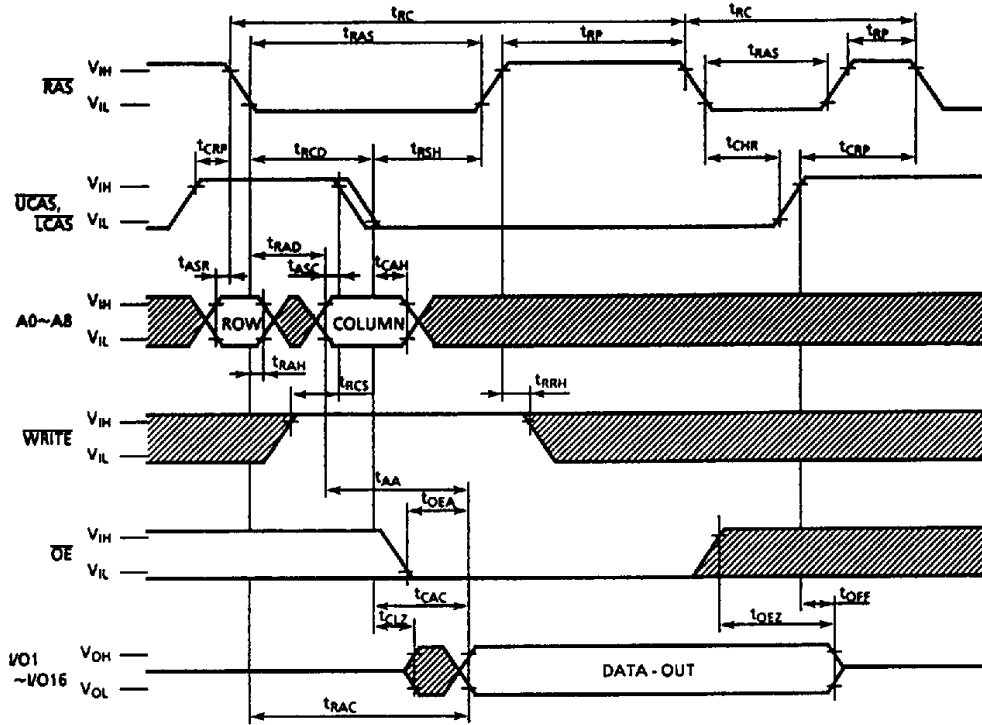 tRC tRC
tRAS tRP tRP
tRAS
RAS VIH
VIL
tCRP tRCD tRSH tCHR tCRP
UCAS, VIH
LCAS VIL
tRAD
tASR tASC tCAH
VIH
A0~A8 ROW COLUMN
VIL
tRAH tRCS tRRH
WRITE VIH
VIL
tAA
tOEA
OE VIH
VIL
tCAC tOFF
tCLZ tOEZ
I/O1 VOH
~I/O16 DATA-OUT
VOL
tRAC